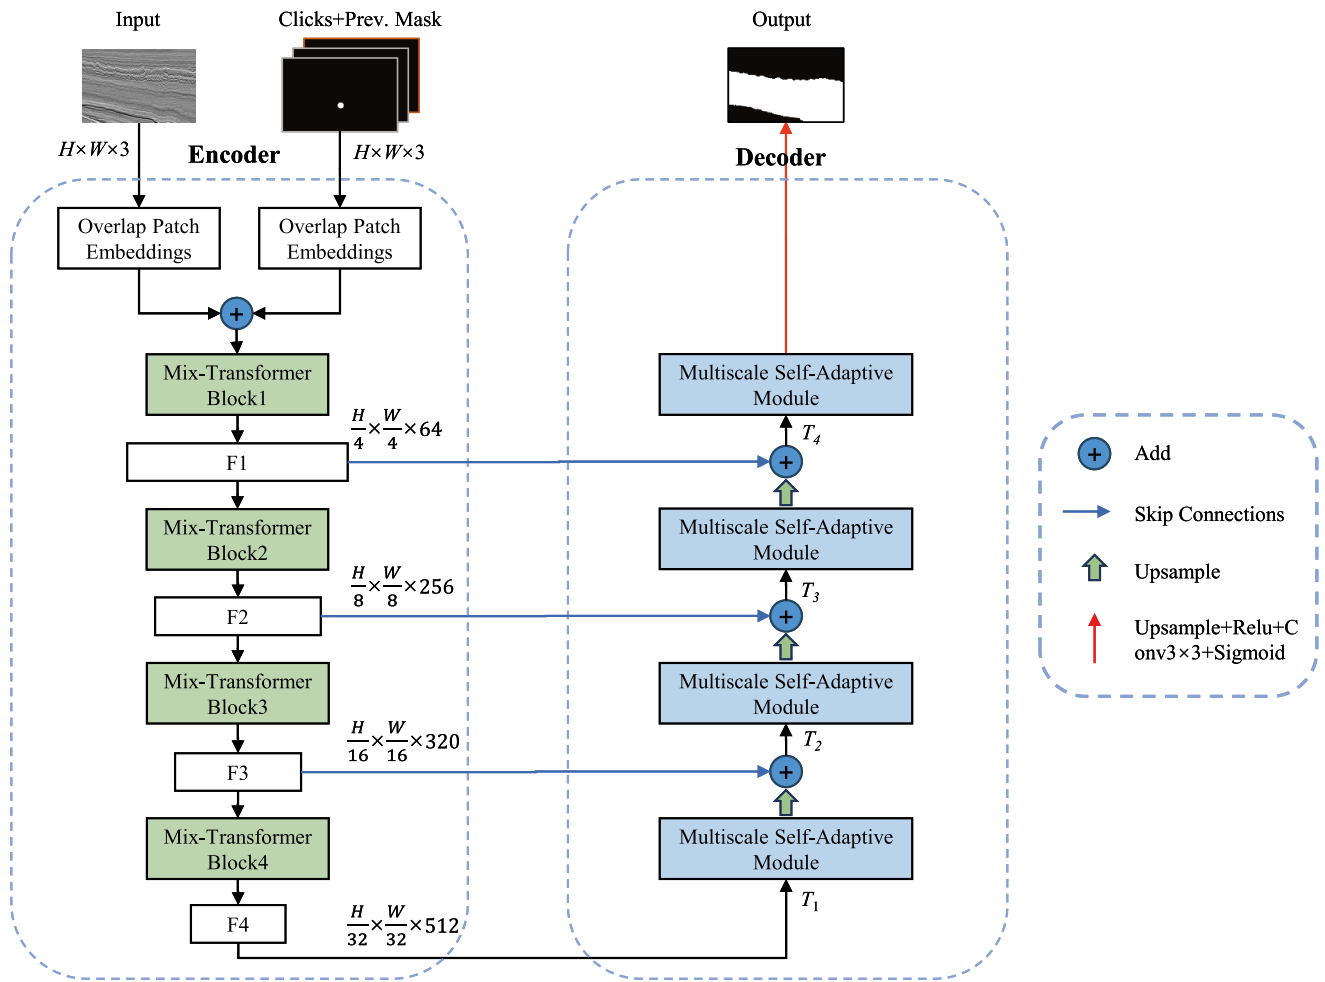 Input
Clicks+Prev. Mask
Output
H×W×3
Encoder
H×W×3
Decoder
Overlap Patch
Embeddings
Overlap Patch
Embeddings
+
Mix-Transformer
Block1
H/4×W/4×64
F1
Mix-Transformer
Block2
H/8×W/8×256
F2
Mix-Transformer
Block3
H/16×W/16×320
F3
Mix-Transformer
Block4
F4
H/32×W/32×512
Multiscale Self-Adaptive
Module
T4
+
Multiscale Self-Adaptive
Module
T3
+
Multiscale Self-Adaptive
Module
T2
+
Multiscale Self-Adaptive
Module
T1
+
Add
Skip Connections
Upsample
Upsample+Relu+C
onv3×3+Sigmoid